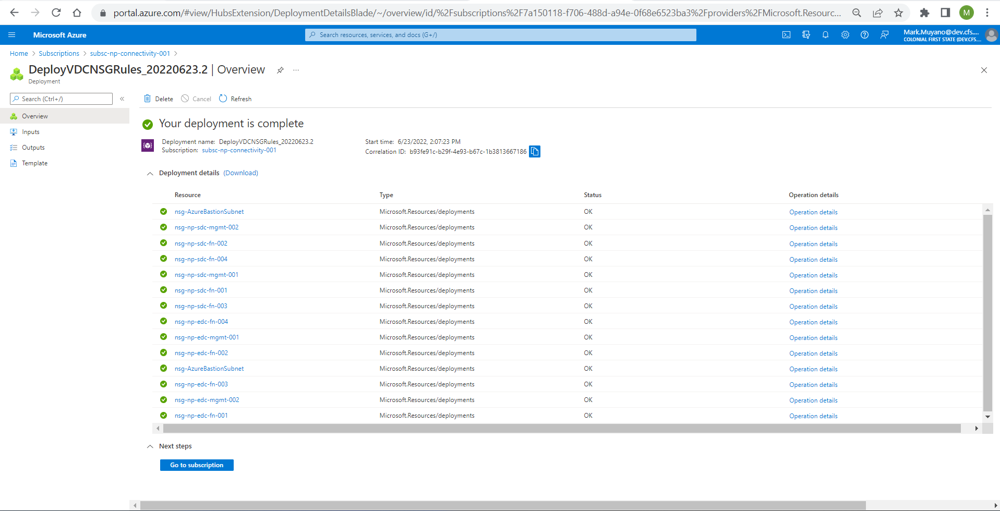 portal.azure.com/#view/HubsExtension/DeploymentDetailsBlade/~/overview/id/%2Fsubscriptions%2F7a150118-f706-488d-a94e-0f68e6523ba3%2Fproviders%2FMicrosoft.Resourc...
M
Microsoft Azure
Search resources, services, and docs (G+/)
Mark.Muyano@dev.cfs....
COLONIAL FIRST STATE (DEV.CFS....
Home > Subscriptions > subsc-np-connectivity-001 >
DeployVDCNSGRules_20220623.2 | Overview ...
Deployment
Search (Ctrl+/) «
Delete Cancel Refresh
Overview
Inputs
Outputs
Template
Your deployment is complete
Deployment name: DeployVDCNSGRules_20220623.2
Subscription: subsc-np-connectivity-001
Start time: 6/23/2022, 2:07:23 PM
Correlation ID: b93fe91c-b29f-4e93-b67c-1b3813667186
Deployment details (Download)
Resource Type Status Operation details
nsg-AzureBastionSubnet Microsoft.Resources/deployments OK Operation details
nsg-np-sdc-mgmt-002 Microsoft.Resources/deployments OK Operation details
nsg-np-sdc-fn-002 Microsoft.Resources/deployments OK Operation details
nsg-np-sdc-fn-004 Microsoft.Resources/deployments OK Operation details
nsg-np-sdc-mgmt-001 Microsoft.Resources/deployments OK Operation details
nsg-np-sdc-fn-001 Microsoft.Resources/deployments OK Operation details
nsg-np-sdc-fn-003 Microsoft.Resources/deployments OK Operation details
nsg-np-edc-fn-004 Microsoft.Resources/deployments OK Operation details
nsg-np-edc-mgmt-001 Microsoft.Resources/deployments OK Operation details
nsg-np-edc-fn-002 Microsoft.Resources/deployments OK Operation details
nsg-AzureBastionSubnet Microsoft.Resources/deployments OK Operation details
nsg-np-edc-fn-003 Microsoft.Resources/deployments OK Operation details
nsg-np-edc-mgmt-002 Microsoft.Resources/deployments OK Operation details
nsg-np-edc-fn-001 Microsoft.Resources/deployments OK Operation details
Next steps
Go to subscription